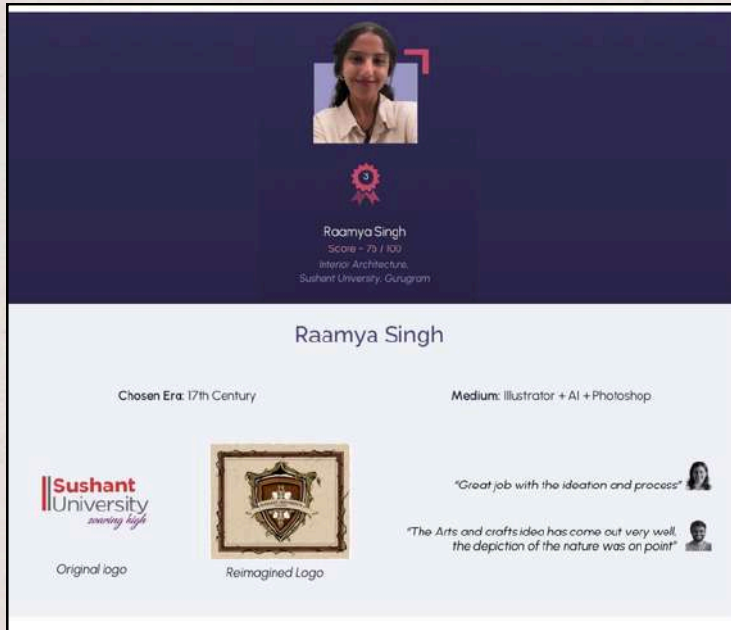 3
Raamya Singh
Score - 75 / 100
Interior Architecture,
Sushant University, Gurugram
Raamya Singh
Chosen Era: 17th Century
Medium: Illustrator + AI + Photoshop
Sushant
University
soaring high
"Great job with the ideation and process"
"The Arts and crafts idea has come out very well,
the depiction of the nature was on point"
Original logo
Reimagined Logo